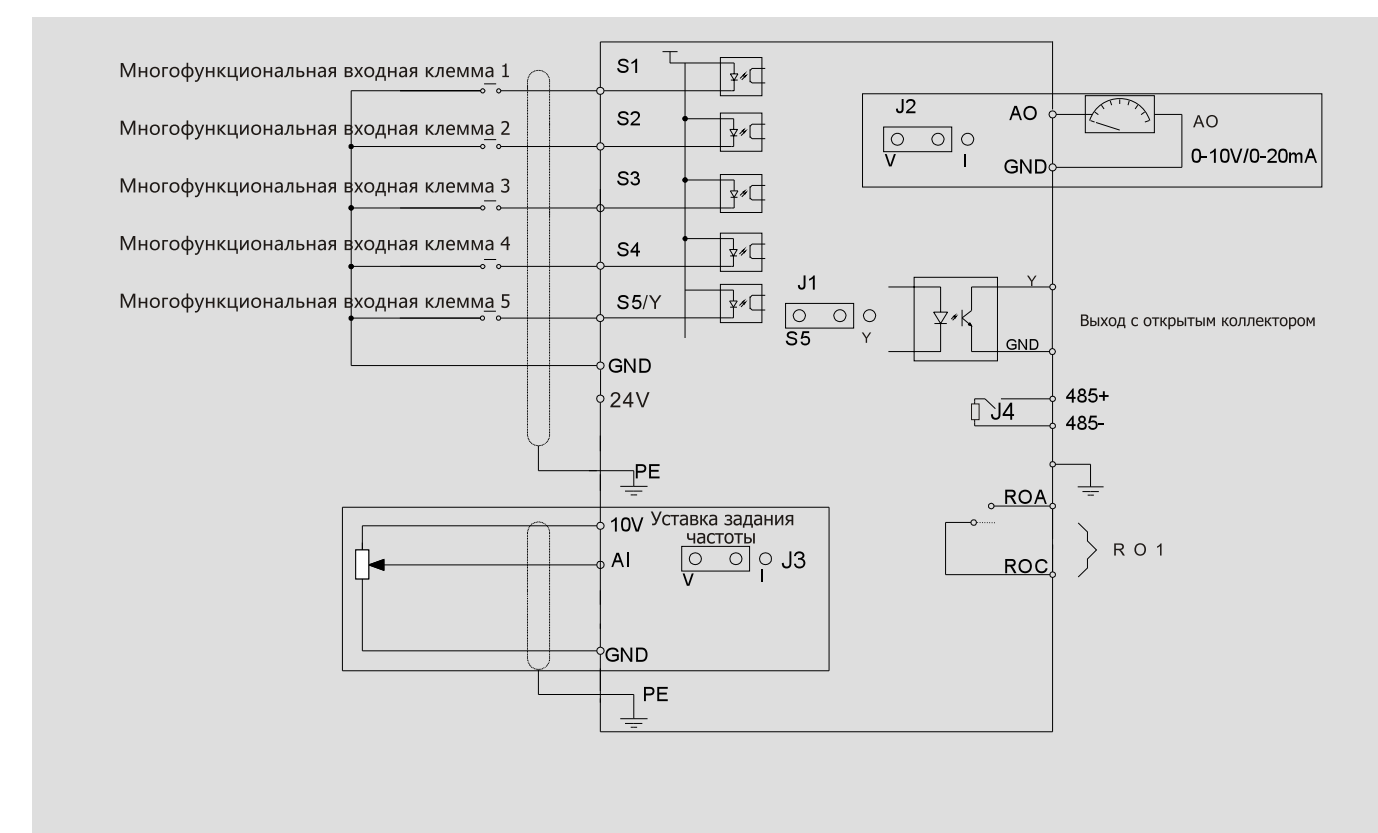 Многофункциональная входная клемма 1
S1
Многофункциональная входная клемма 2
S2
Многофункциональная входная клемма 3
S3
Многофункциональная входная клемма 4
S4
Многофункциональная входная клемма 5
S5/Y
GND
24V
PE
J2
V
I
AO
GND
AO
0-10V/0-20mA
J1
S5
Y
Y
GND
Выход с открытым коллектором
J4
485+
485-
ROA
ROC
R O 1
10V
Уставка задания
частоты
AI
V
I
J3
GND
PE